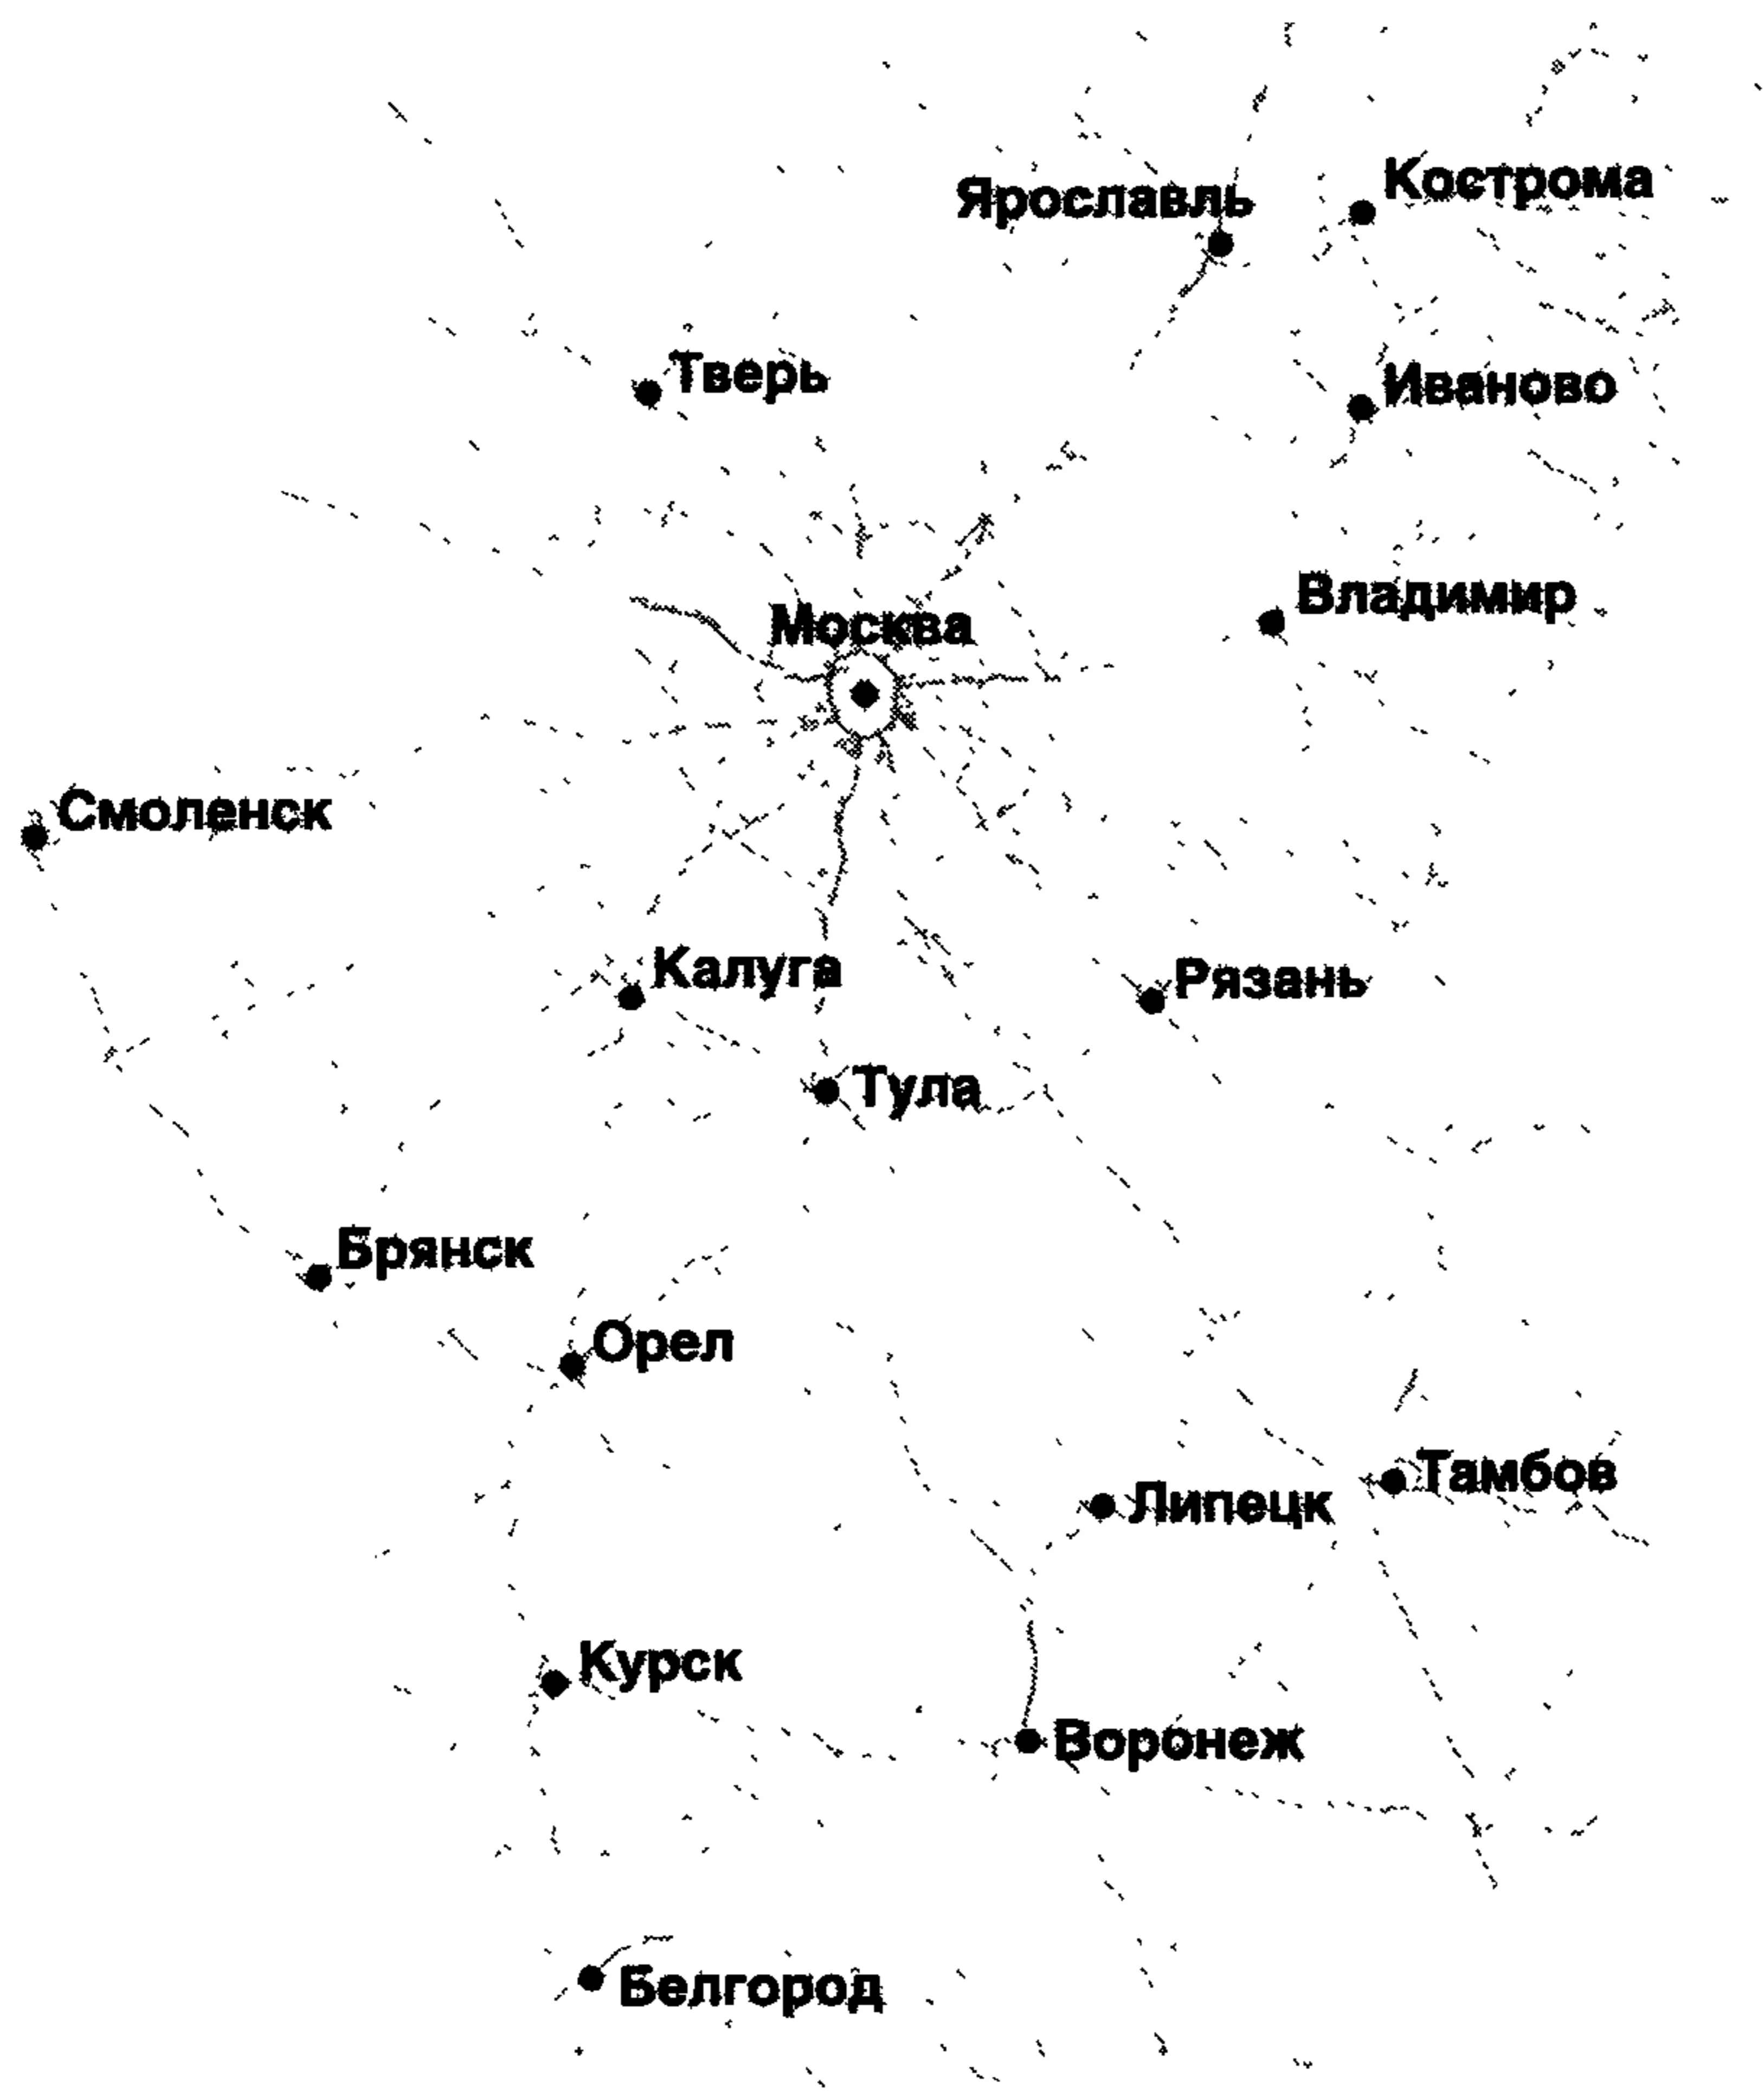 Кострома
Ярославль
Тверь
Иваново
Владимир
Москва
Смоленск
Калуга
Рязань
Тула
Брянск
Орел
Тамбов
Липецк
Курск
Воронеж
Белгород